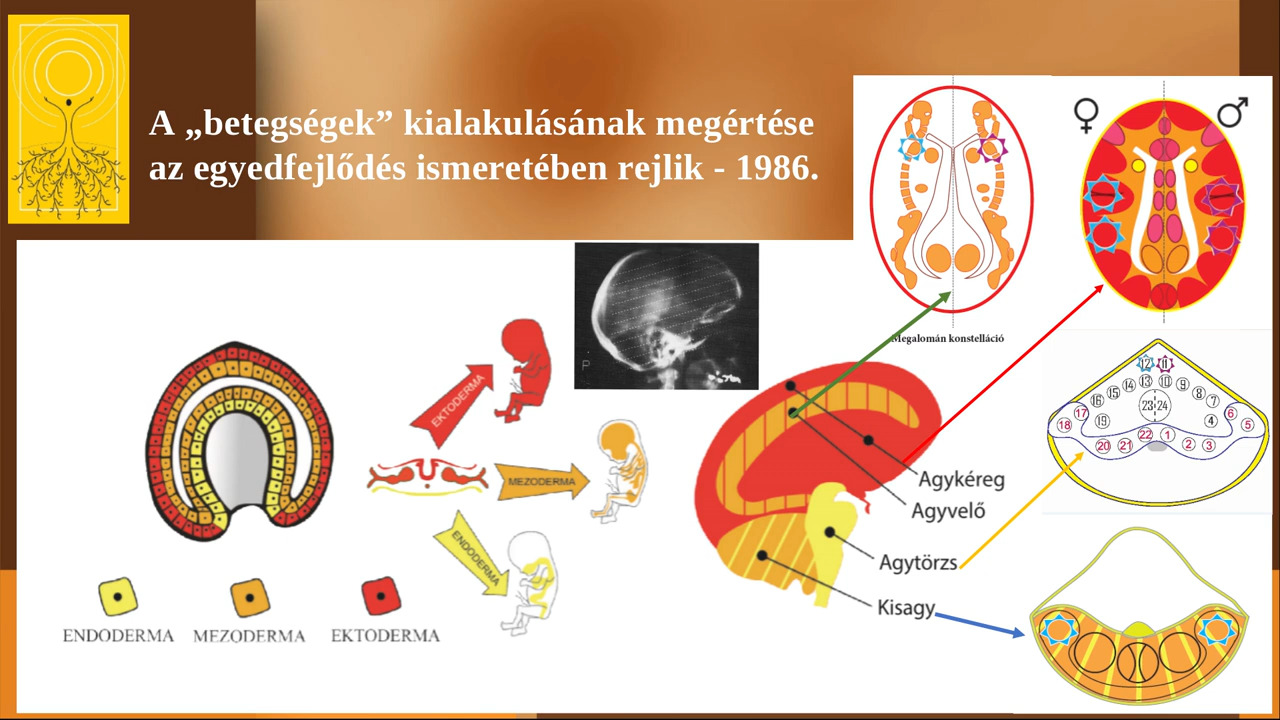 A „betegségek” kialakulásának megértése
az egyedfejlődés ismeretében rejlik - 1986.
♀
♂
Megalomán konstelláció
P
EKTODERMA
MEZODERMA
ENDODERMA
ENDODERMA
MEZODERMA
EKTODERMA
Agykéreg
Agyvelő
Agytörzs
Kisagy
12 11
16 15 14 13 10 9 8 7
23 24
17 6
18 19 4 5
20 21 22 1 2 3